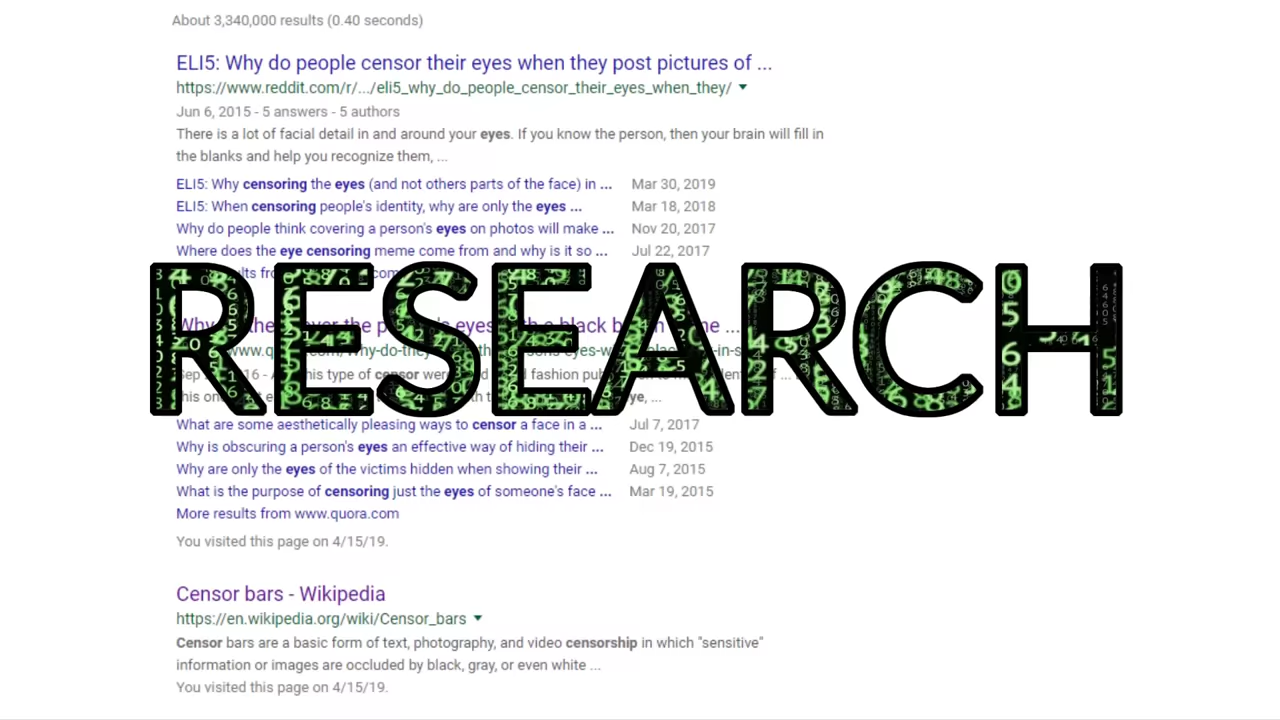 About 3,340,000 results (0.40 seconds)
ELI5: Why do people censor their eyes when they post pictures of ...
https://www.reddit.com/r/.../eli5_why_do_people_censor_their_eyes_when_they/
Jun 6, 2015 - 5 answers - 5 authors
There is a lot of facial detail in and around your eyes. If you know the person, then your brain will fill in
the blanks and help you recognize them, ...
ELI5: Why censoring the eyes (and not others parts of the face) in ... Mar 30, 2019
ELI5: When censoring people's identity, why are only the eyes ... Mar 18, 2018
Why do people think covering a person's eyes on photos will make ... Nov 20, 2017
Where does the eye censoring meme come from and why is it so ... Jul 22, 2017
RESEARCH
What are some aesthetically pleasing ways to censor a face in a ... Jul 7, 2017
Why is obscuring a person's eyes an effective way of hiding their ... Dec 19, 2015
Why are only the eyes of the victims hidden when showing their ... Aug 7, 2015
What is the purpose of censoring just the eyes of someone's face ... Mar 19, 2015
More results from www.quora.com
You visited this page on 4/15/19.
Censor bars - Wikipedia
https://en.wikipedia.org/wiki/Censor_bars
Censor bars are a basic form of text, photography, and video censorship in which "sensitive"
information or images are occluded by black, gray, or even white ...
You visited this page on 4/15/19.